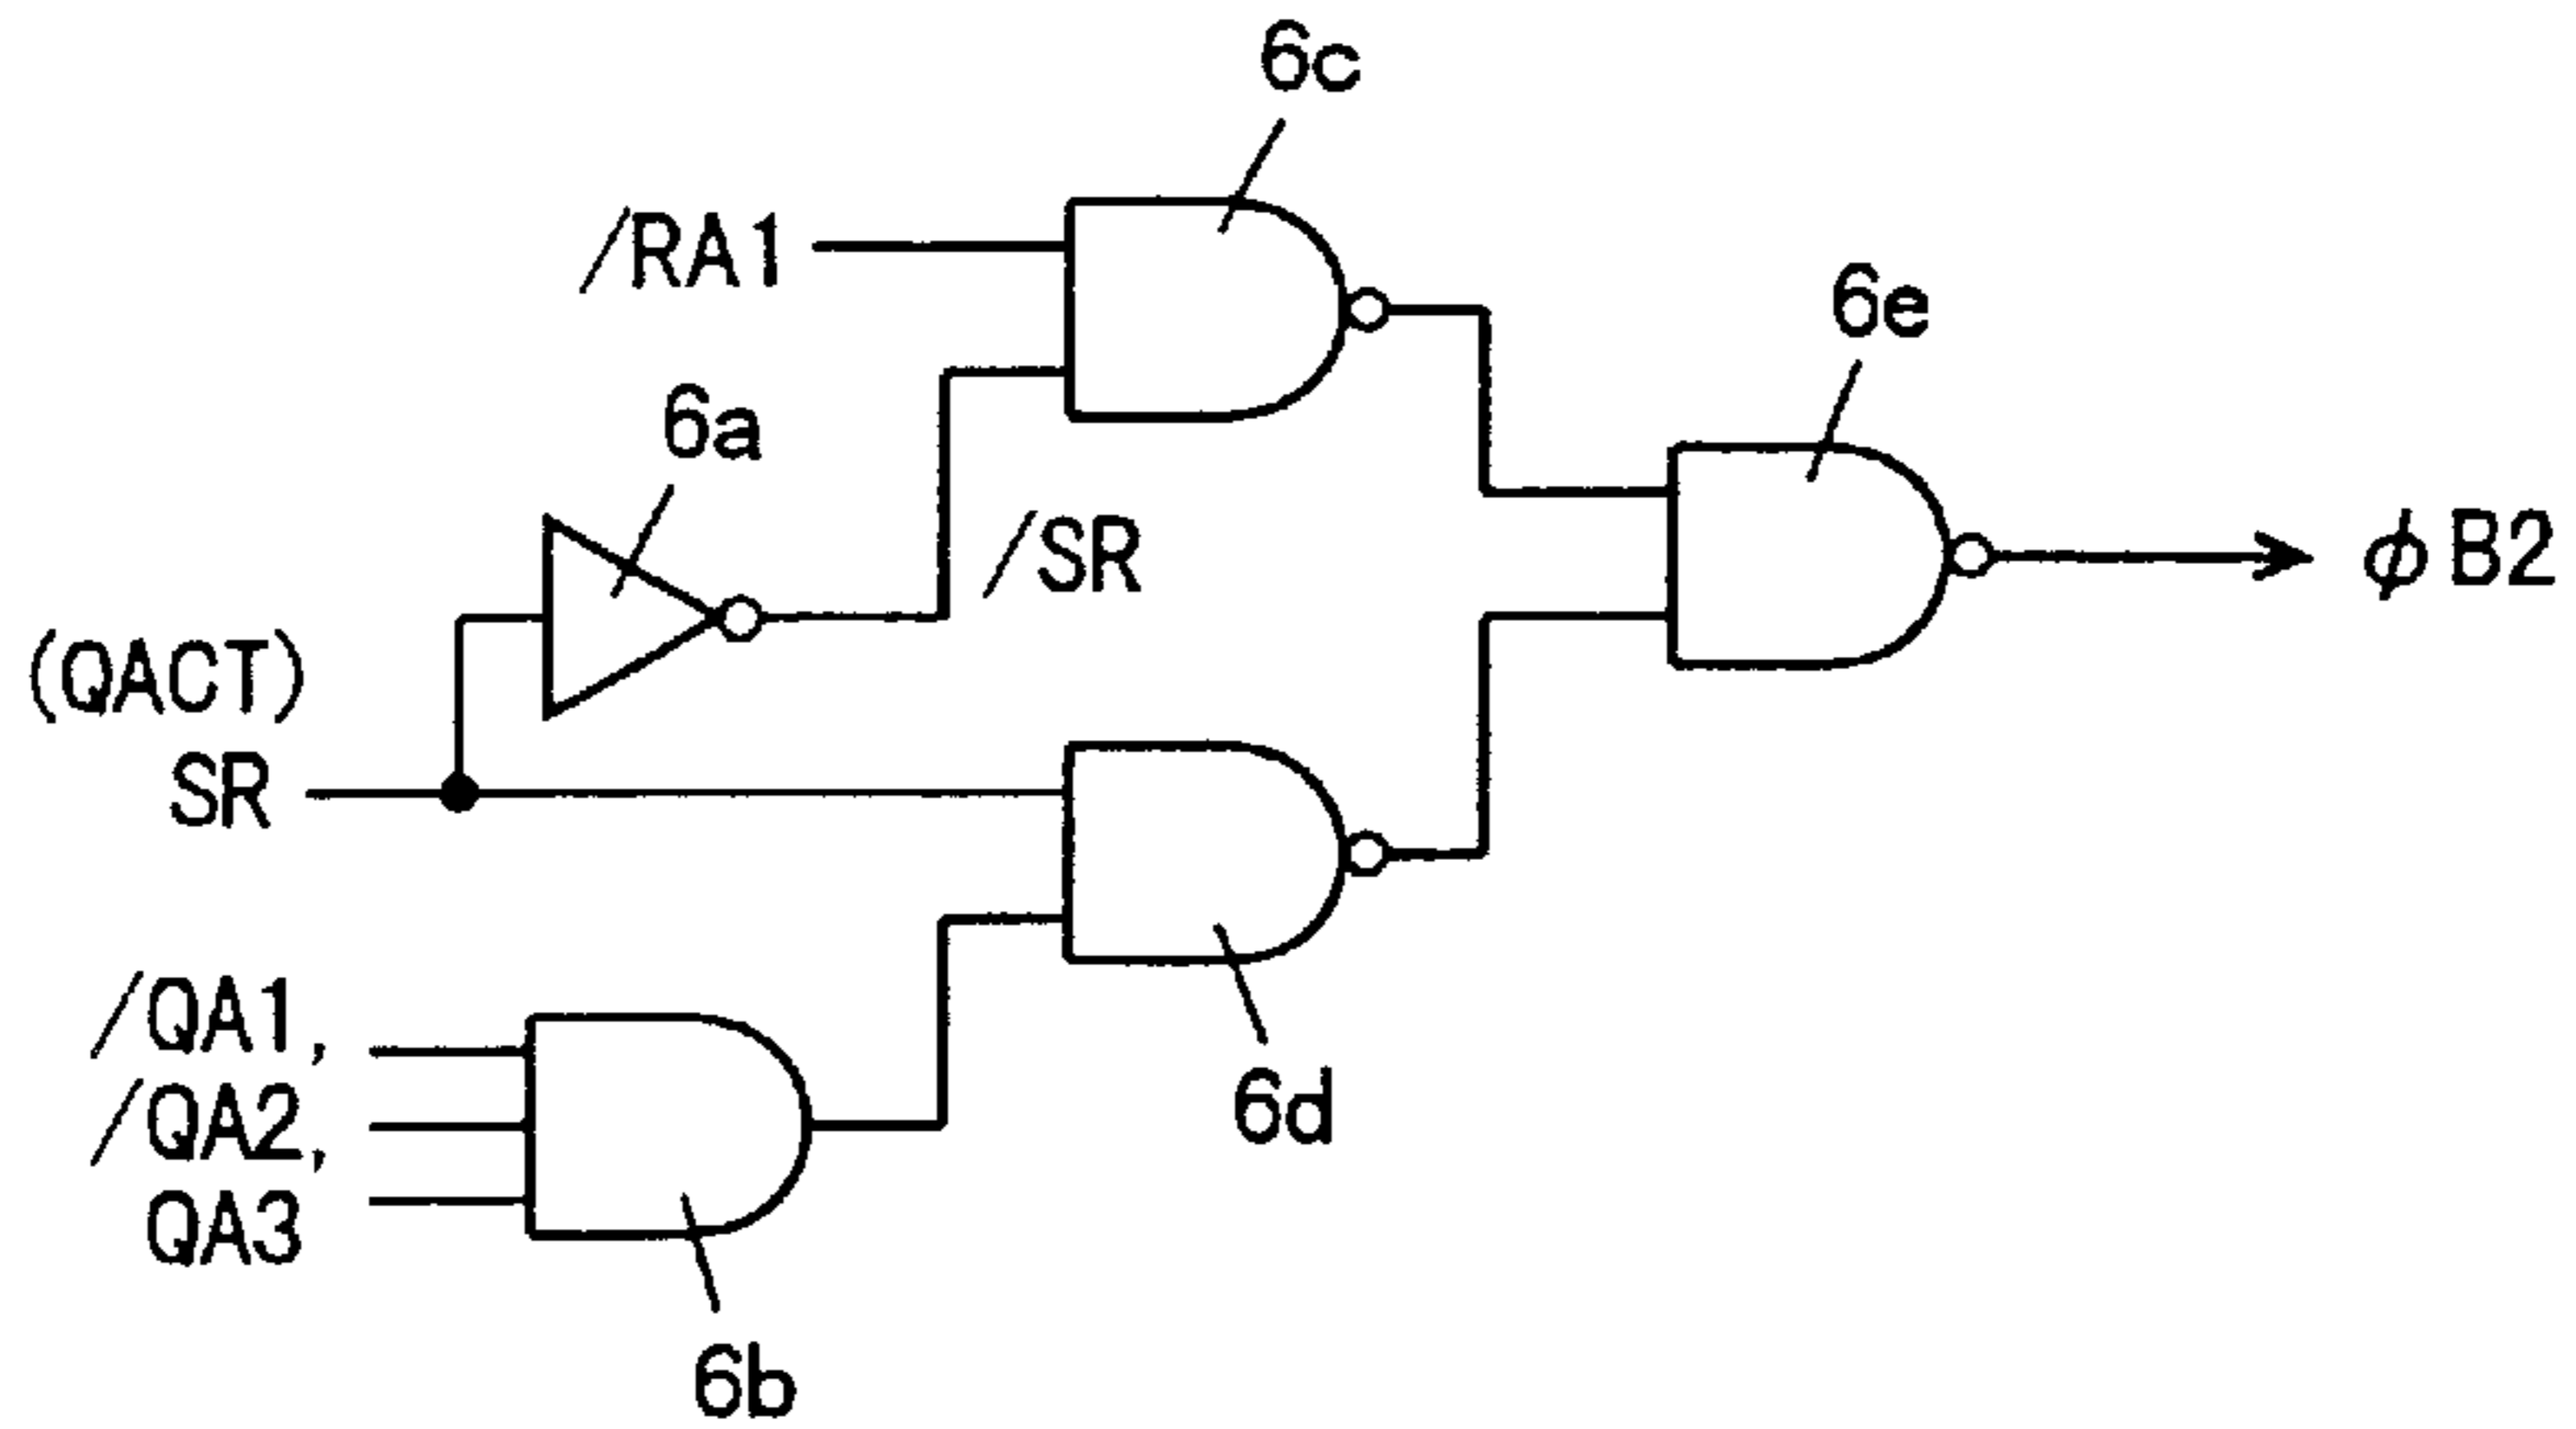 6c
/RA1
6e
6a
/SR
φB2
(QACT)
SR
/QA1,
/QA2,
QA3
6d
6b